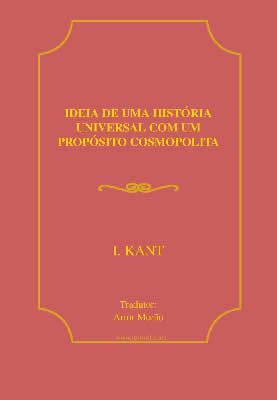 IDEIA DE UMA HISTÓRIA
UNIVERSAL COM UM
PROPÓSITO COSMOPOLITA
I. KANT
Tradutor:
Artur Morão